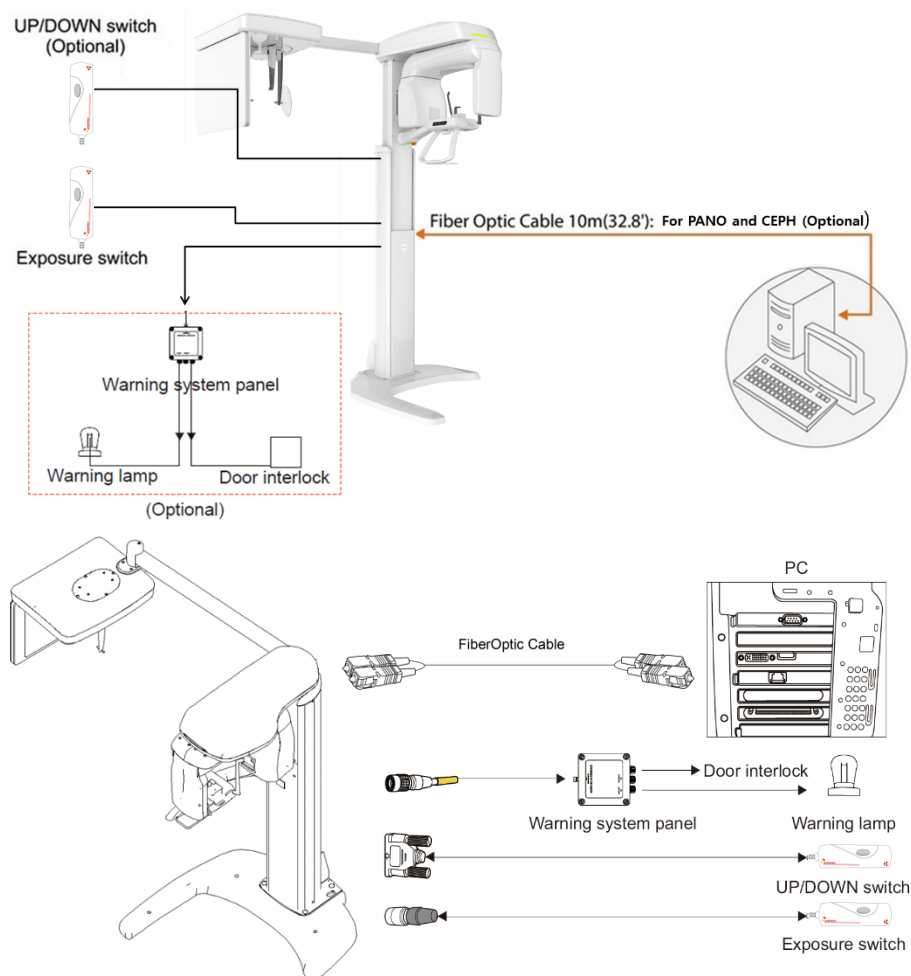 UP/DOWN switch
(Optional)
Exposure switch
Fiber Optic Cable 10m(32.8'): For PANO and CEPH (Optional)
Warning system panel
Warning lamp
Door interlock
(Optional)
PC
FiberOptic Cable
Door interlock
Warning system panel
Warning lamp
UP/DOWN switch
Exposure switch